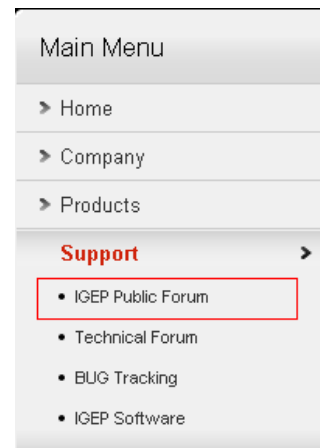 Main Menu
Home
Company
Products
Support
IGEP Public Forum
Technical Forum
BUG Tracking
IGEP Software